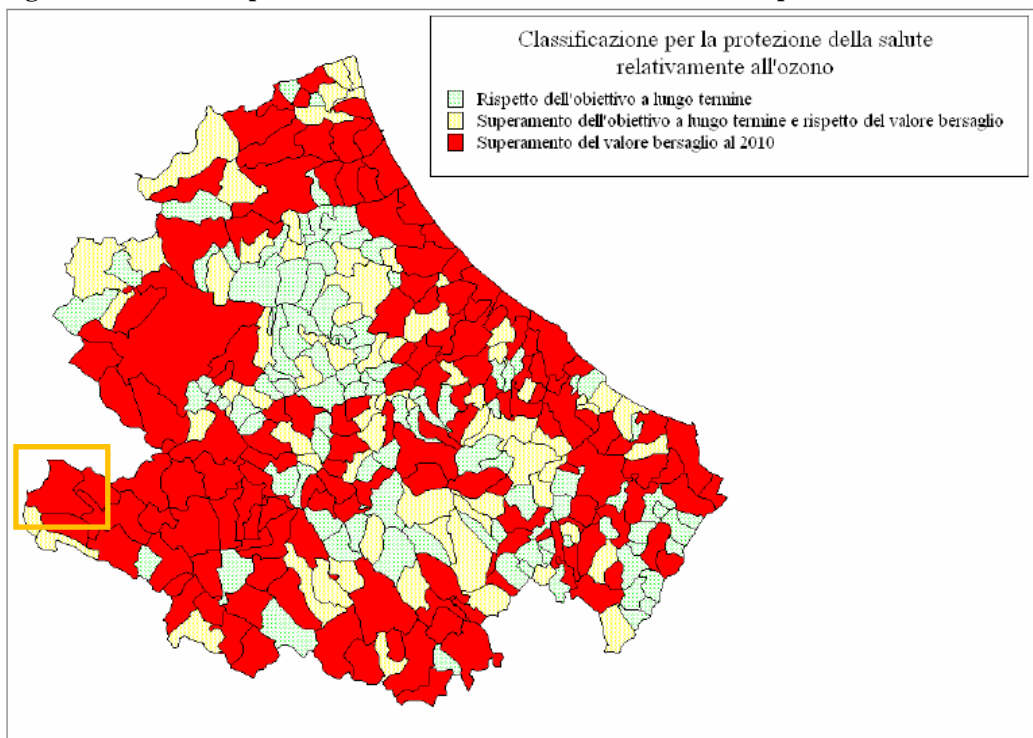 Classificazione per la protezione della salute
relativamente all'ozono
Rispetto dell'obiettivo a lungo termine
Superamento dell'obiettivo a lungo termine e rispetto del valore bersaglio
Superamento del valore bersaglio al 2010